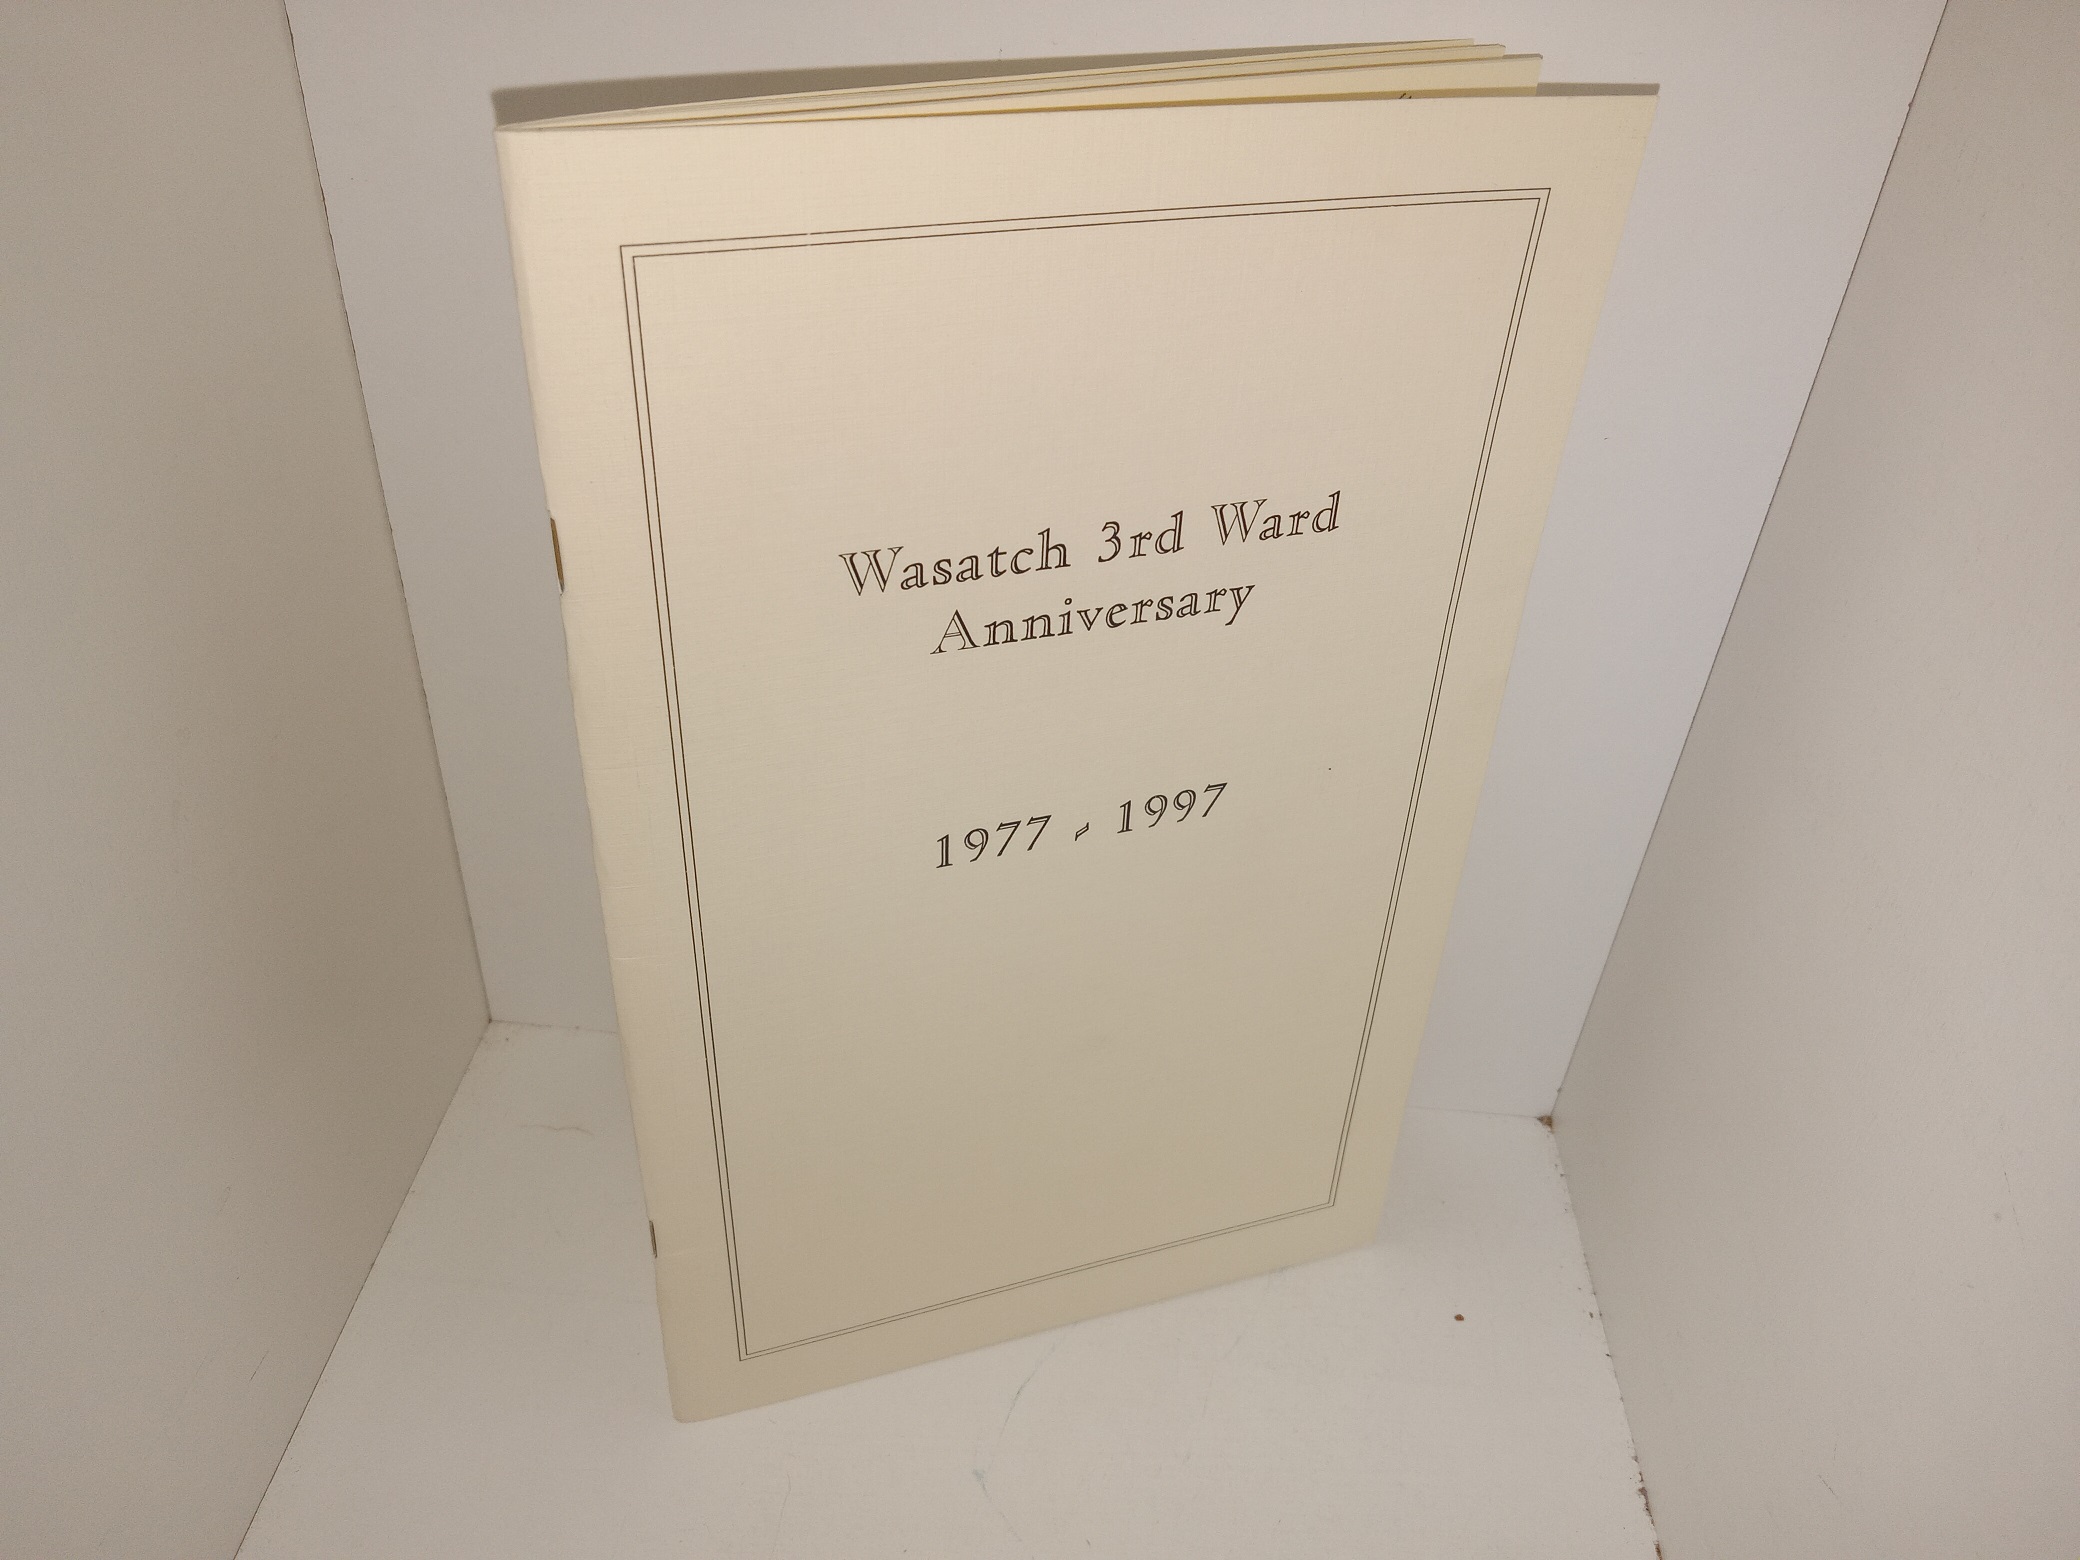 Wasatch 3rd Ward
Anniversary
1977 - 1997